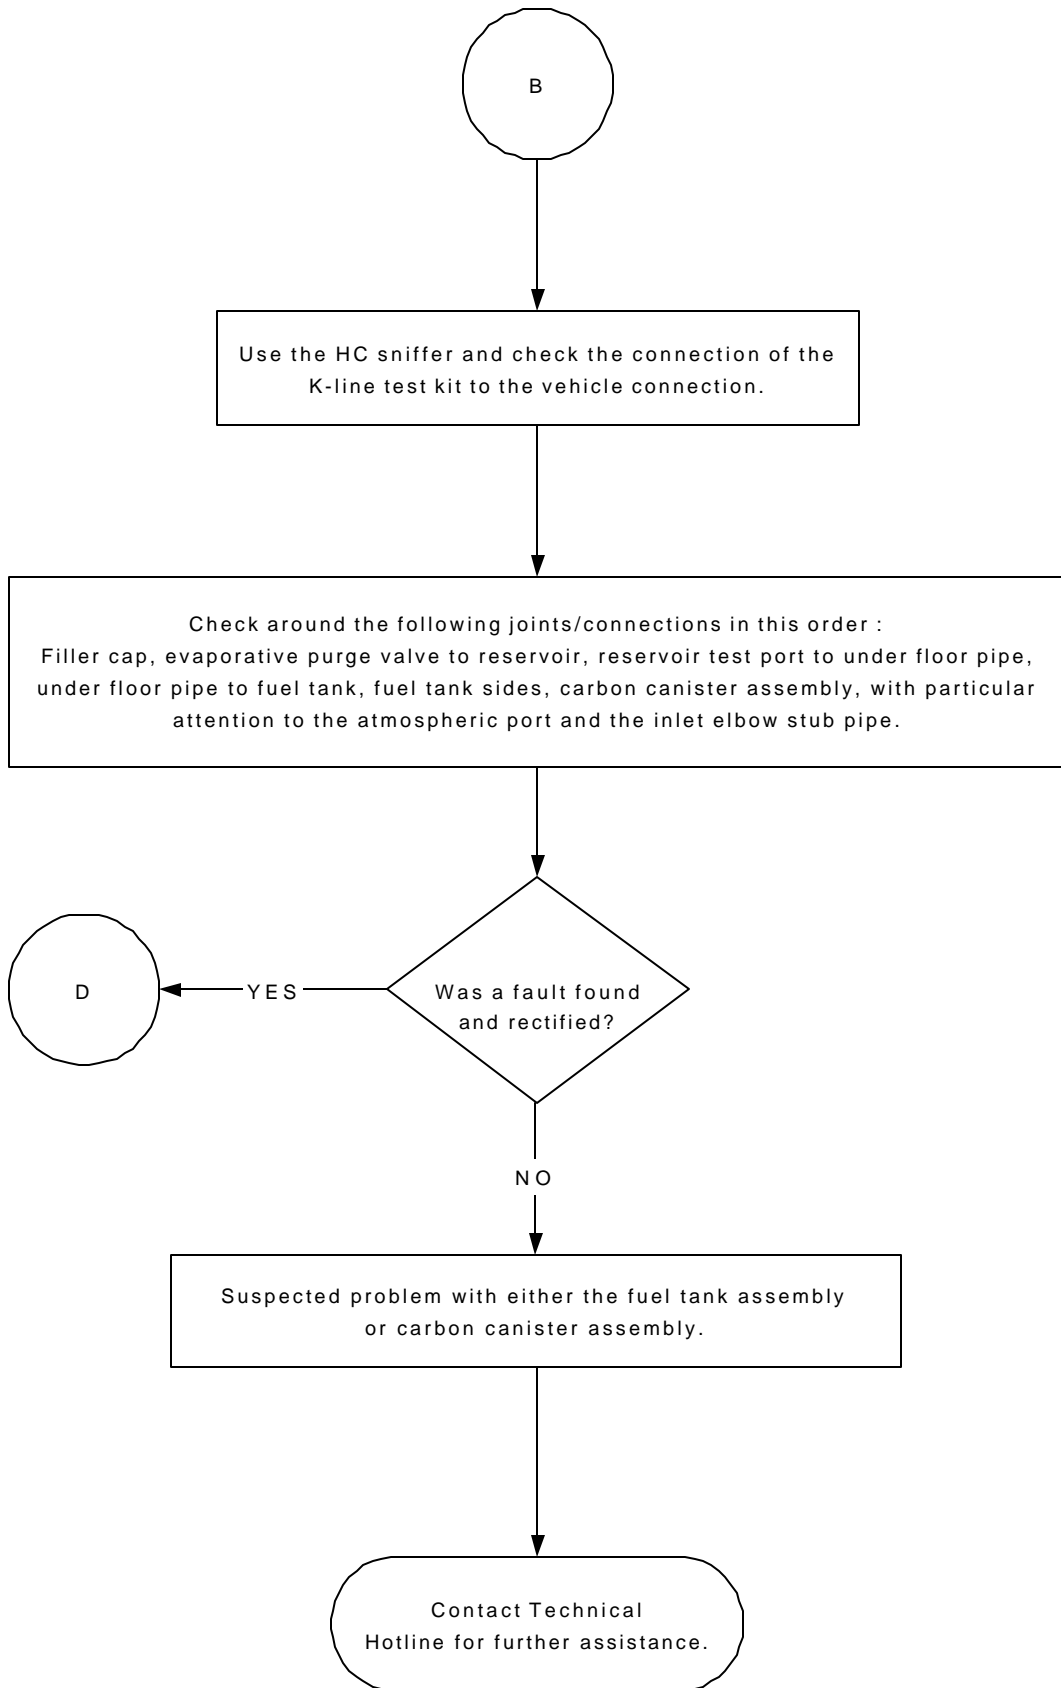 B
Use the HC sniffer and check the connection of the
K-line test kit to the vehicle connection.
Check around the following joints/connections in this order :
Filler cap, evaporative purge valve to reservoir, reservoir test port to under floor pipe,
under floor pipe to fuel tank, fuel tank sides, carbon canister assembly, with particular
attention to the atmospheric port and the inlet elbow stub pipe.
D
YES
Was a fault found
and rectified?
NO
Suspected problem with either the fuel tank assembly
or carbon canister assembly.
Contact Technical
Hotline for further assistance.